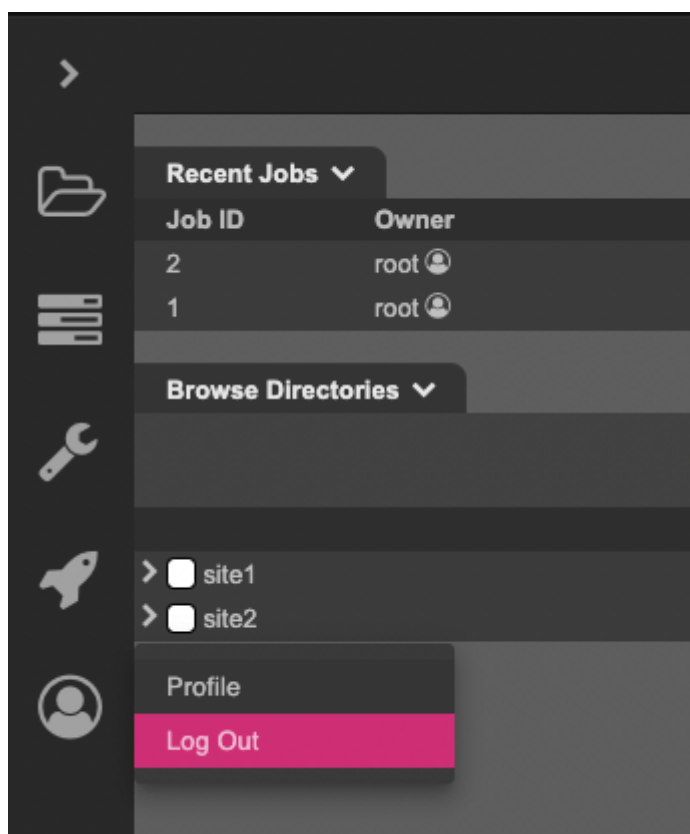 Recent Jobs
Job ID Owner
2 root
1 root
Browse Directories
site1
site2
Profile
Log Out